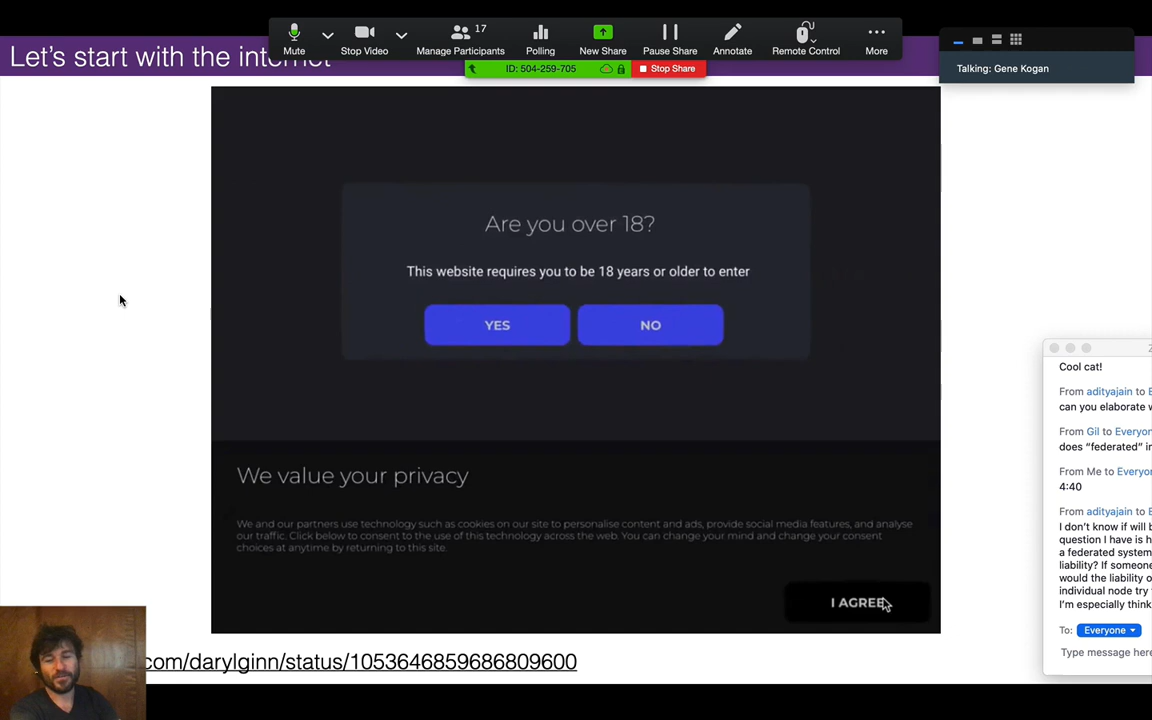 17
Mute
Stop Video
Manage Participants
Polling
New Share
Pause Share
Annotate
Remote Control
More
Let's start with the
ID: 504-259-705
Stop Share
Talking: Gene Kogan
Are you over 18?
This website requires you to be 18 years or older to enter
YES
NO
We value your privacy
We and our partners use technology such as cookies on our site to personalise content and ads, provide social media features, and analyse
our traffic. Click below to consent to the use of this technology across the web. You can change your mind and change your consent
choices at anytime by returning to this site.
I AGREE
com/darylginn/status/1053646859686809600
Cool cat!
From adityajain to
can you elaborate
From Gil to Everyon
does "federated"
From Me to Everyo
4:40
From adityajain to
I don't know if will
question I have is
a federated system
liability? If someone
would the liability
individual node try
I'm especially think
To: Everyone
Type message here